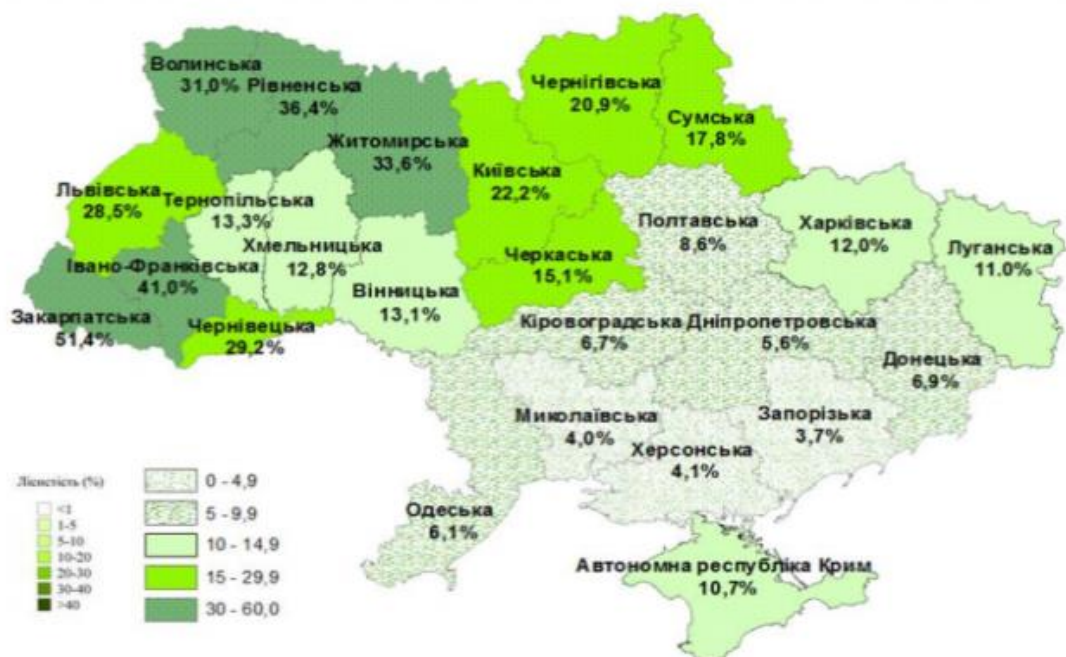 Волинська
31,0%
Рівненська
36,4%
Житомирська
33,6%
Чернігівська
20,9%
Сумська
17,8%
Київська
22,2%
Львівська
28,5%
Тернопільська
13,3%
Хмельницька
12,8%
Івано-Франківська
41,0%
Закарпатська
51,4%
Чернівецька
29,2%
Вінницька
13,1%
Черкаська
15,1%
Полтавська
8,6%
Харківська
12,0%
Луганська
11.0%
Кіровоградська
6,7%
Дніпропетровська
5,6%
Донецька
6,9%
Миколаївська
4,0%
Херсонська
4,1%
Запорізька
3,7%
Одеська
6,1%
Автономна республіка Крим
10,7%
Лісистість (%)
<1
1-5
5-10
10-20
20-30
30-40
>40
0 - 4,9
5 - 9,9
10 - 14,9
15 - 29,9
30 - 60,0